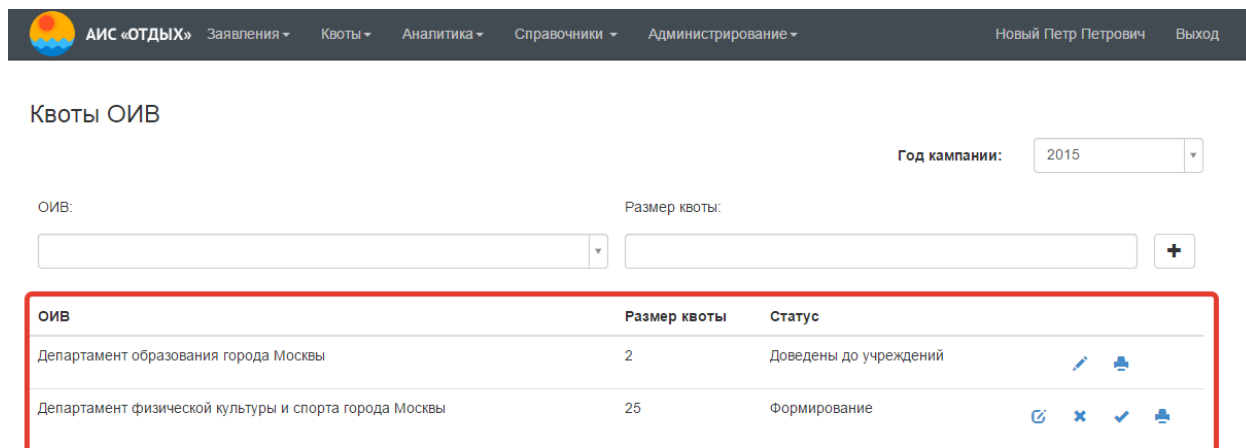 АИС «ОТДЫХ» Заявления Квоты Аналитика Справочники Администрирование Новый Петр Петрович Выход
Квоты ОИВ
Год кампании: 2015
ОИВ: Размер квоты:
ОИВ Размер квоты Статус
Департамент образования города Москвы 2 Доведены до учреждений
Департамент физической культуры и спорта города Москвы 25 Формирование